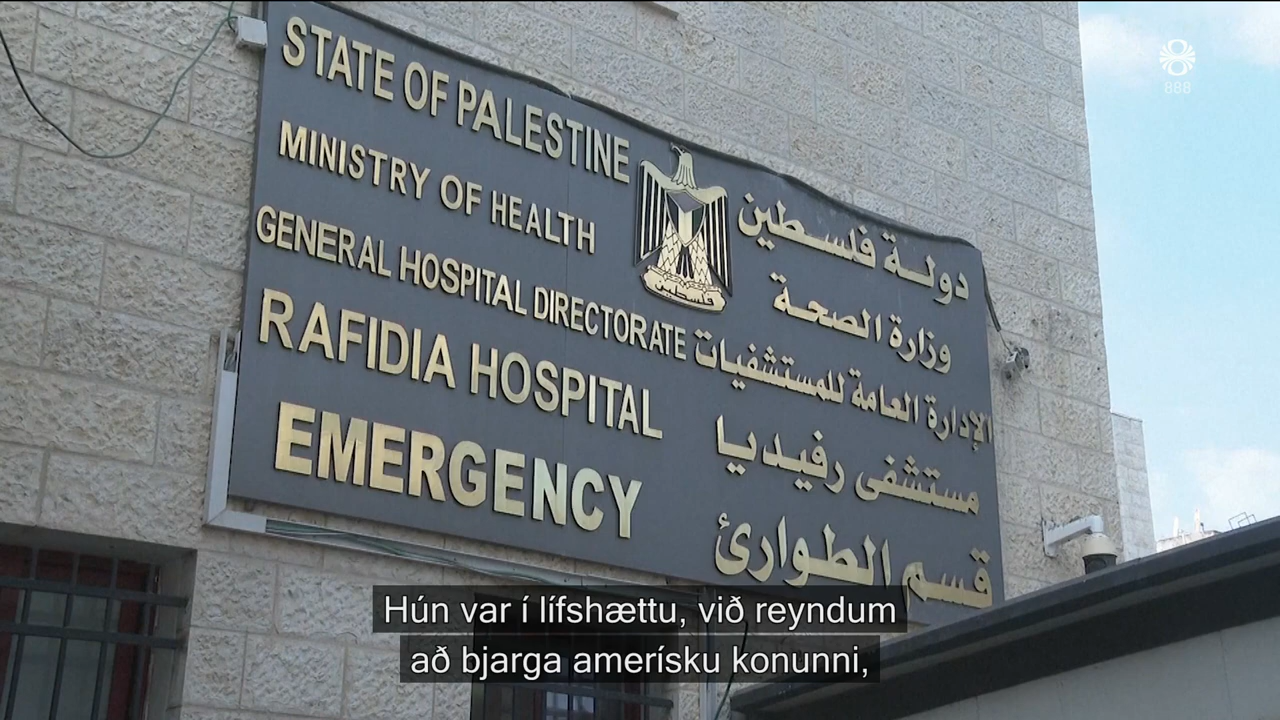 STATE OF PALESTINE
MINISTRY OF HEALTH
GENERAL HOSPITAL DIRECTORATE
RAFIDIA HOSPITAL
EMERGENCY
دولة فلسطين
وزارة الصحة
الإدارة العامة للمستشفيات
مستشفى رفيديا
قسم الطوارئ
فلسطين
888
Hún var í lífshættu, við reyndum
að bjarga amerísku konunni,